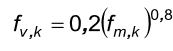 f_{v,k} = 0,2(f_{m,k})^{0,8}